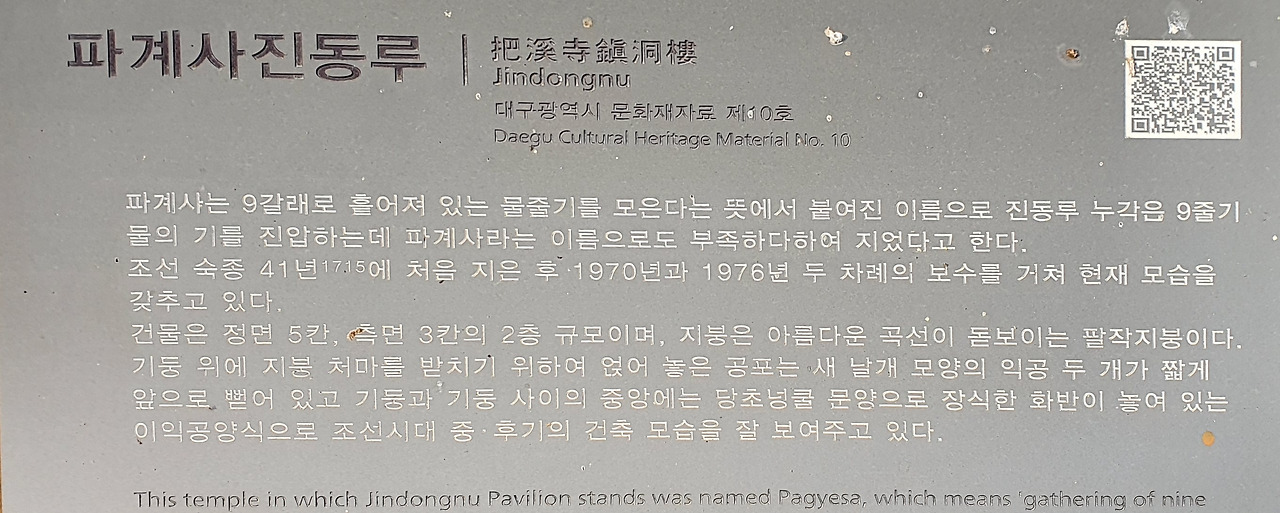 파계사진동루
把溪寺鎭洞樓
Jindongnu
대구광역시 문화재자료 제10호
Daegu Cultural Heritage Material No. 10
파계사는 9갈래로 흩어져 있는 물줄기를 모은다는 뜻에서 붙여진 이름으로 진동루 누각은 9줄기
물의 기를 진압하는데 파계사라는 이름으로도 부족하다하여 지었다고 한다.
조선 숙종 41년1715에 처음 지은 후 1970년과 1976년 두 차례의 보수를 거쳐 현재 모습을
갖추고 있다.
건물은 정면 5칸, 측면 3칸의 2층 규모이며, 지붕은 아름다운 곡선이 돋보이는 팔작지붕이다.
기둥 위에 지붕 처마를 받치기 위하여 얹어 놓은 공포는 새 날개 모양의 익공 두 개가 짧게
앞으로 뻗어 있고 기둥과 기둥 사이의 중앙에는 당초넝쿨 문양으로 장식한 화반이 놓여 있는
이익공양식으로 조선시대 중·후기의 건축 모습을 잘 보여주고 있다.
This temple in which Jindongnu Pavilion stands was named Pagyesa, which means 'gathering of nine